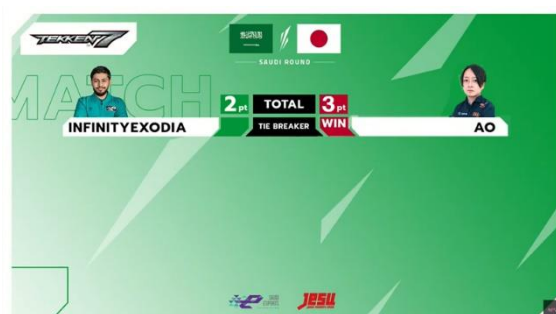 TEKKEN 7
SAUDI ROUND
MATCH
2pt TOTAL 3pt
INFINITYEXODIA TIE BREAKER WIN AO
JESU